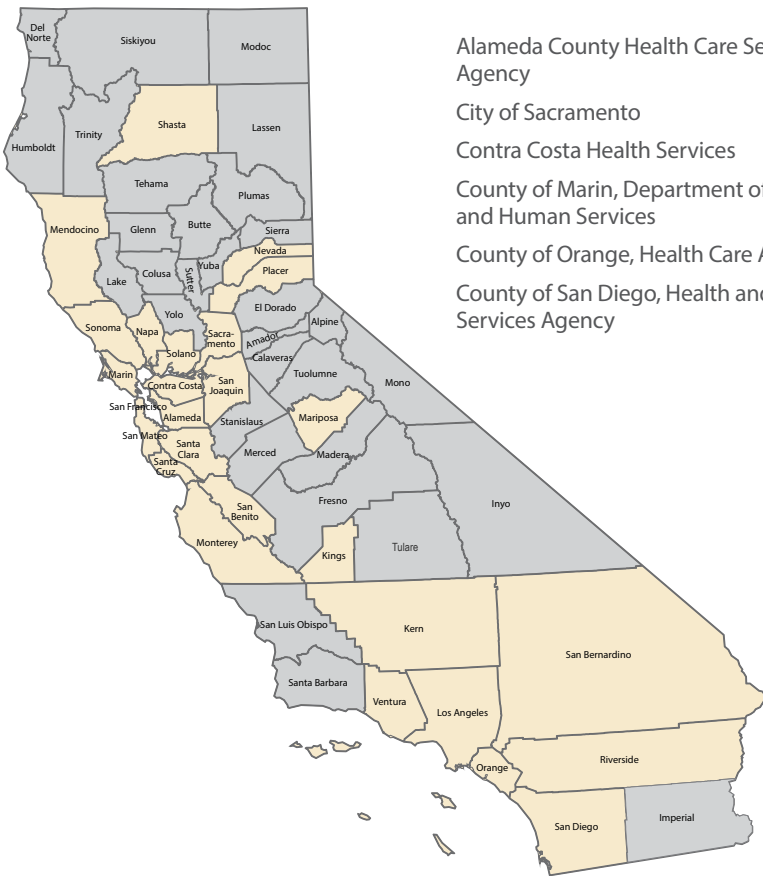 Del
Norte
Siskiyou
Modoc
Humboldt
Trinity
Shasta
Lassen
Tehama
Plumas
Mendocino
Glenn
Butte
Sierra
Nevada
Placer
Lake
Colusa
Sutter
Yuba
Sonoma
Napa
Yolo
El Dorado
Alpine
Sacra-
mento
Amador
Solano
Calaveras
Marin
Contra Costa
San
Joaquin
Tuolumne
Mono
San Francisco
Alameda
Stanislaus
Mariposa
San Mateo
Santa
Clara
Santa
Cruz
Merced
Madera
San
Benito
Fresno
Inyo
Monterey
Kings
Tulare
San Luis Obispo
Kern
San Bernardino
Santa Barbara
Ventura
Los Angeles
Orange
Riverside
San Diego
Imperial
Alameda County Health Care Se
Agency
City of Sacramento
Contra Costa Health Services
County of Marin, Department of
and Human Services
County of Orange, Health Care A
County of San Diego, Health and
Services Agency